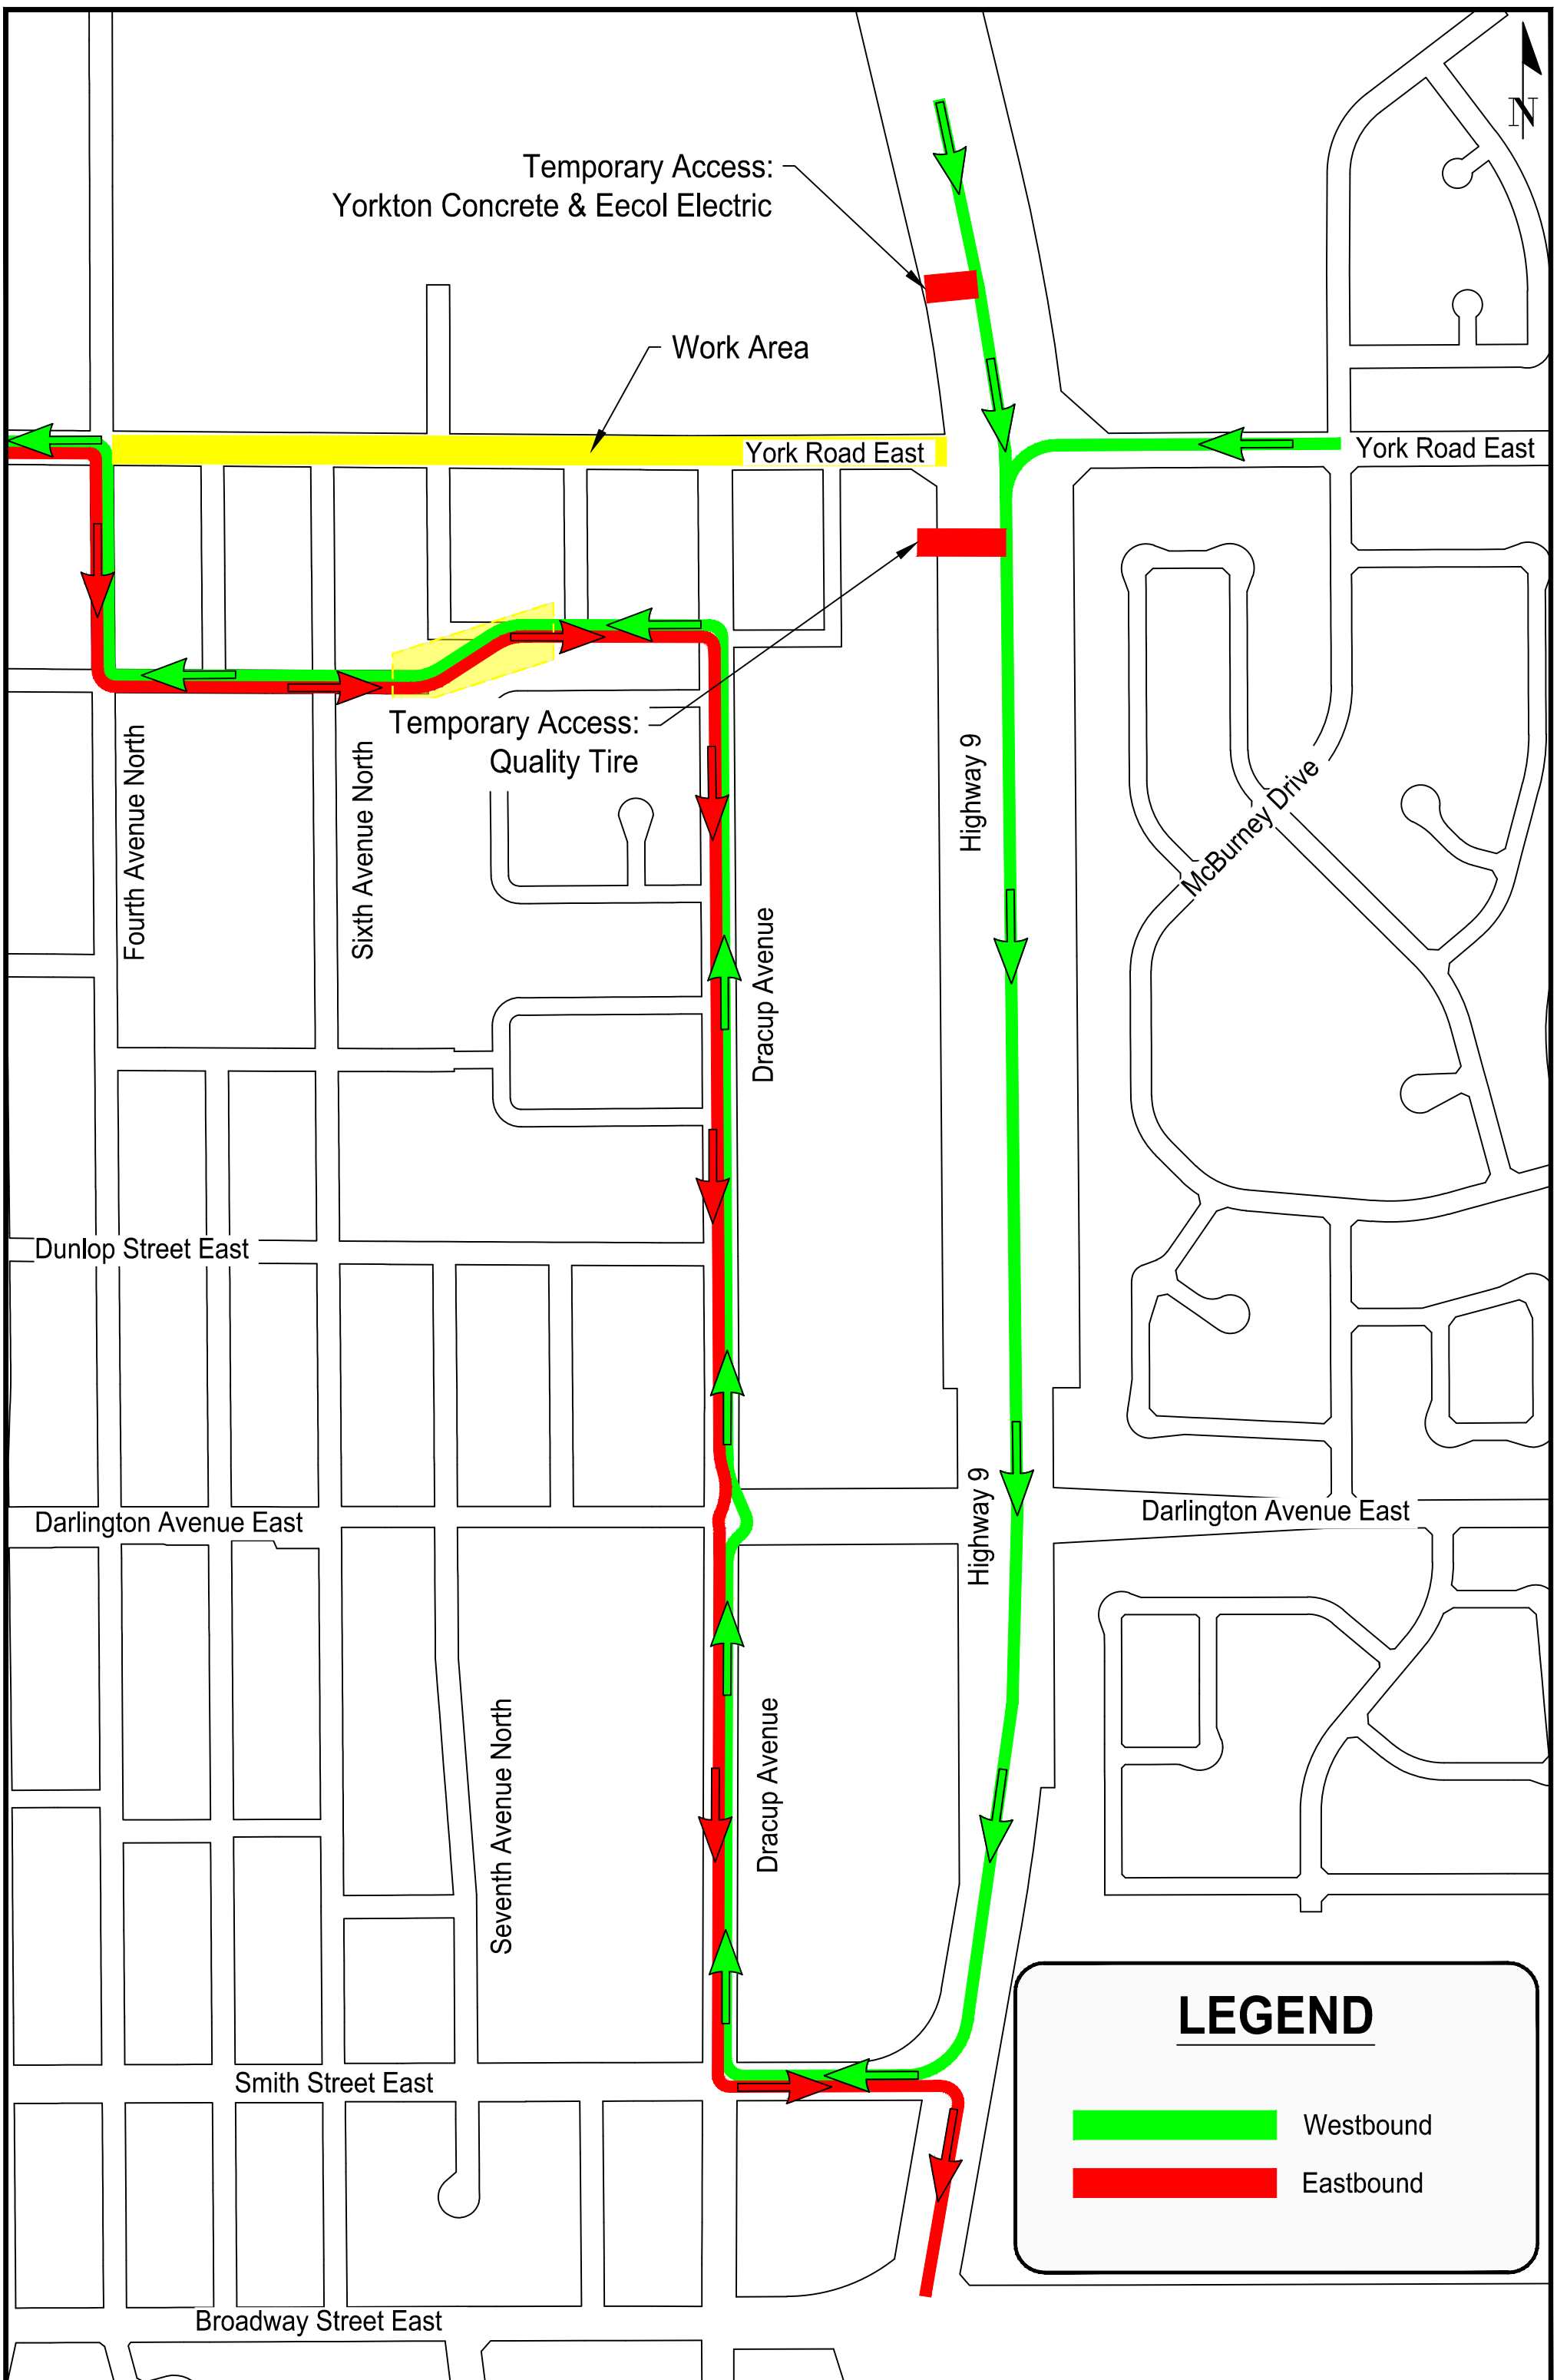 N
Temporary Access:
Yorkton Concrete & Eecol Electric
Work Area
York Road East
York Road East
Temporary Access:
Quality Tire
Fourth Avenue North
Sixth Avenue North
Highway 9
McBurney Drive
Dracup Avenue
Dunlop Street East
Highway 9
Darlington Avenue East
Darlington Avenue East
Seventh Avenue North
Dracup Avenue
LEGEND
Smith Street East
Westbound
Eastbound
Broadway Street East